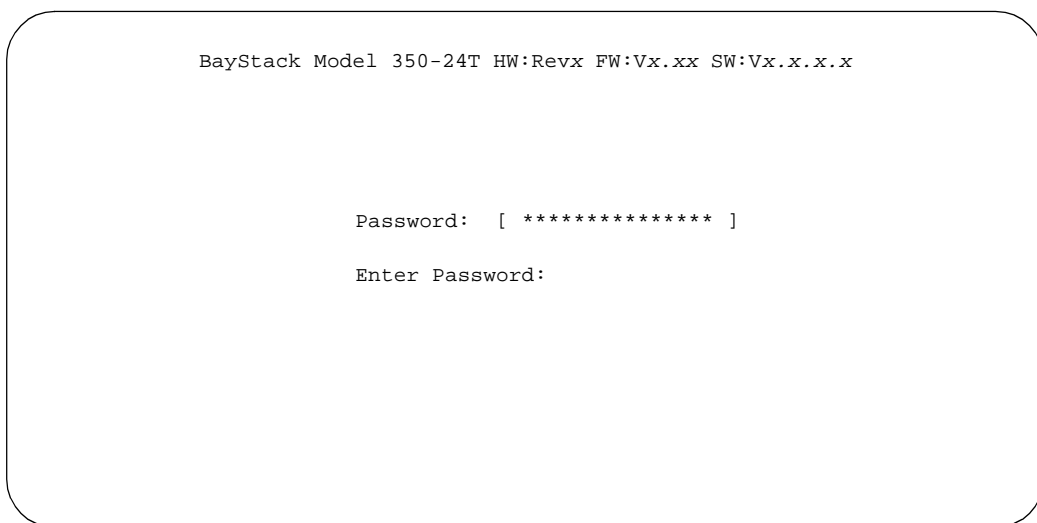 BayStack Model 350-24T HW:Revx FW:Vx.xx SW:Vx.x.x.x
Password: [ *************** ]
Enter Password: